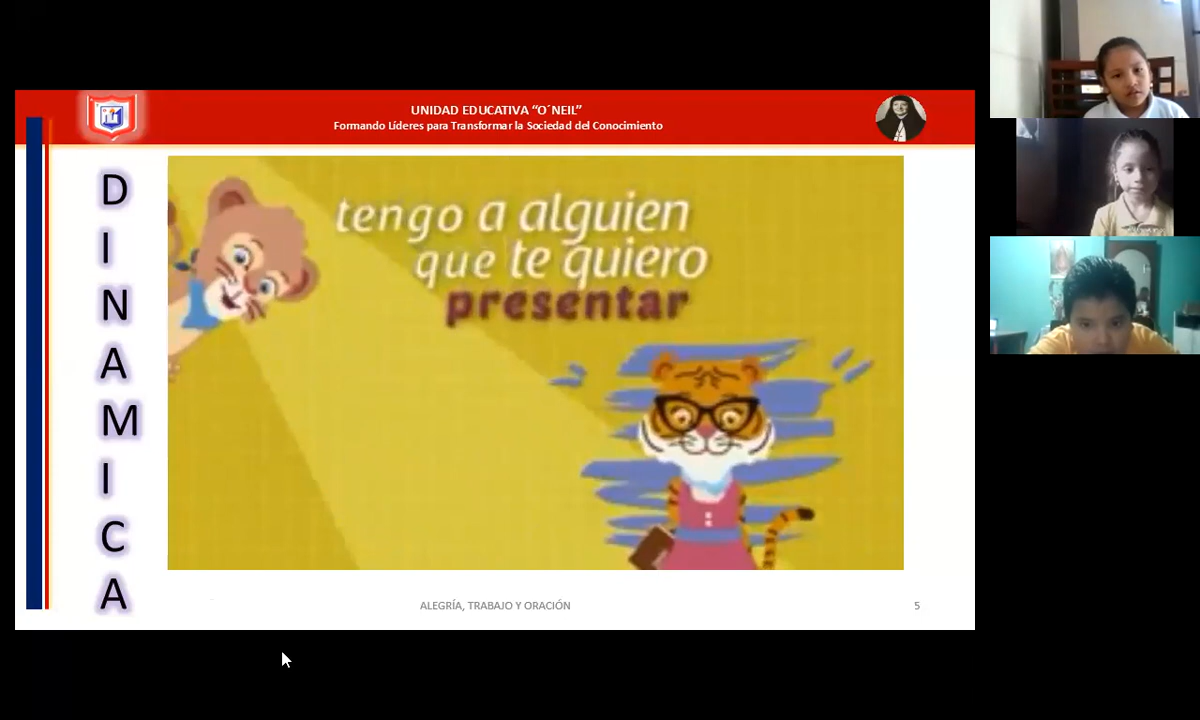 UNIDAD EDUCATIVA “O´NEIL”
Formando Líderes para Transformar la Sociedad del Conocimiento
D
I
N
A
M
I
C
A
tengo a alguien
que te quiero
presentar
ALEGRÍA, TRABAJO Y ORACIÓN
5